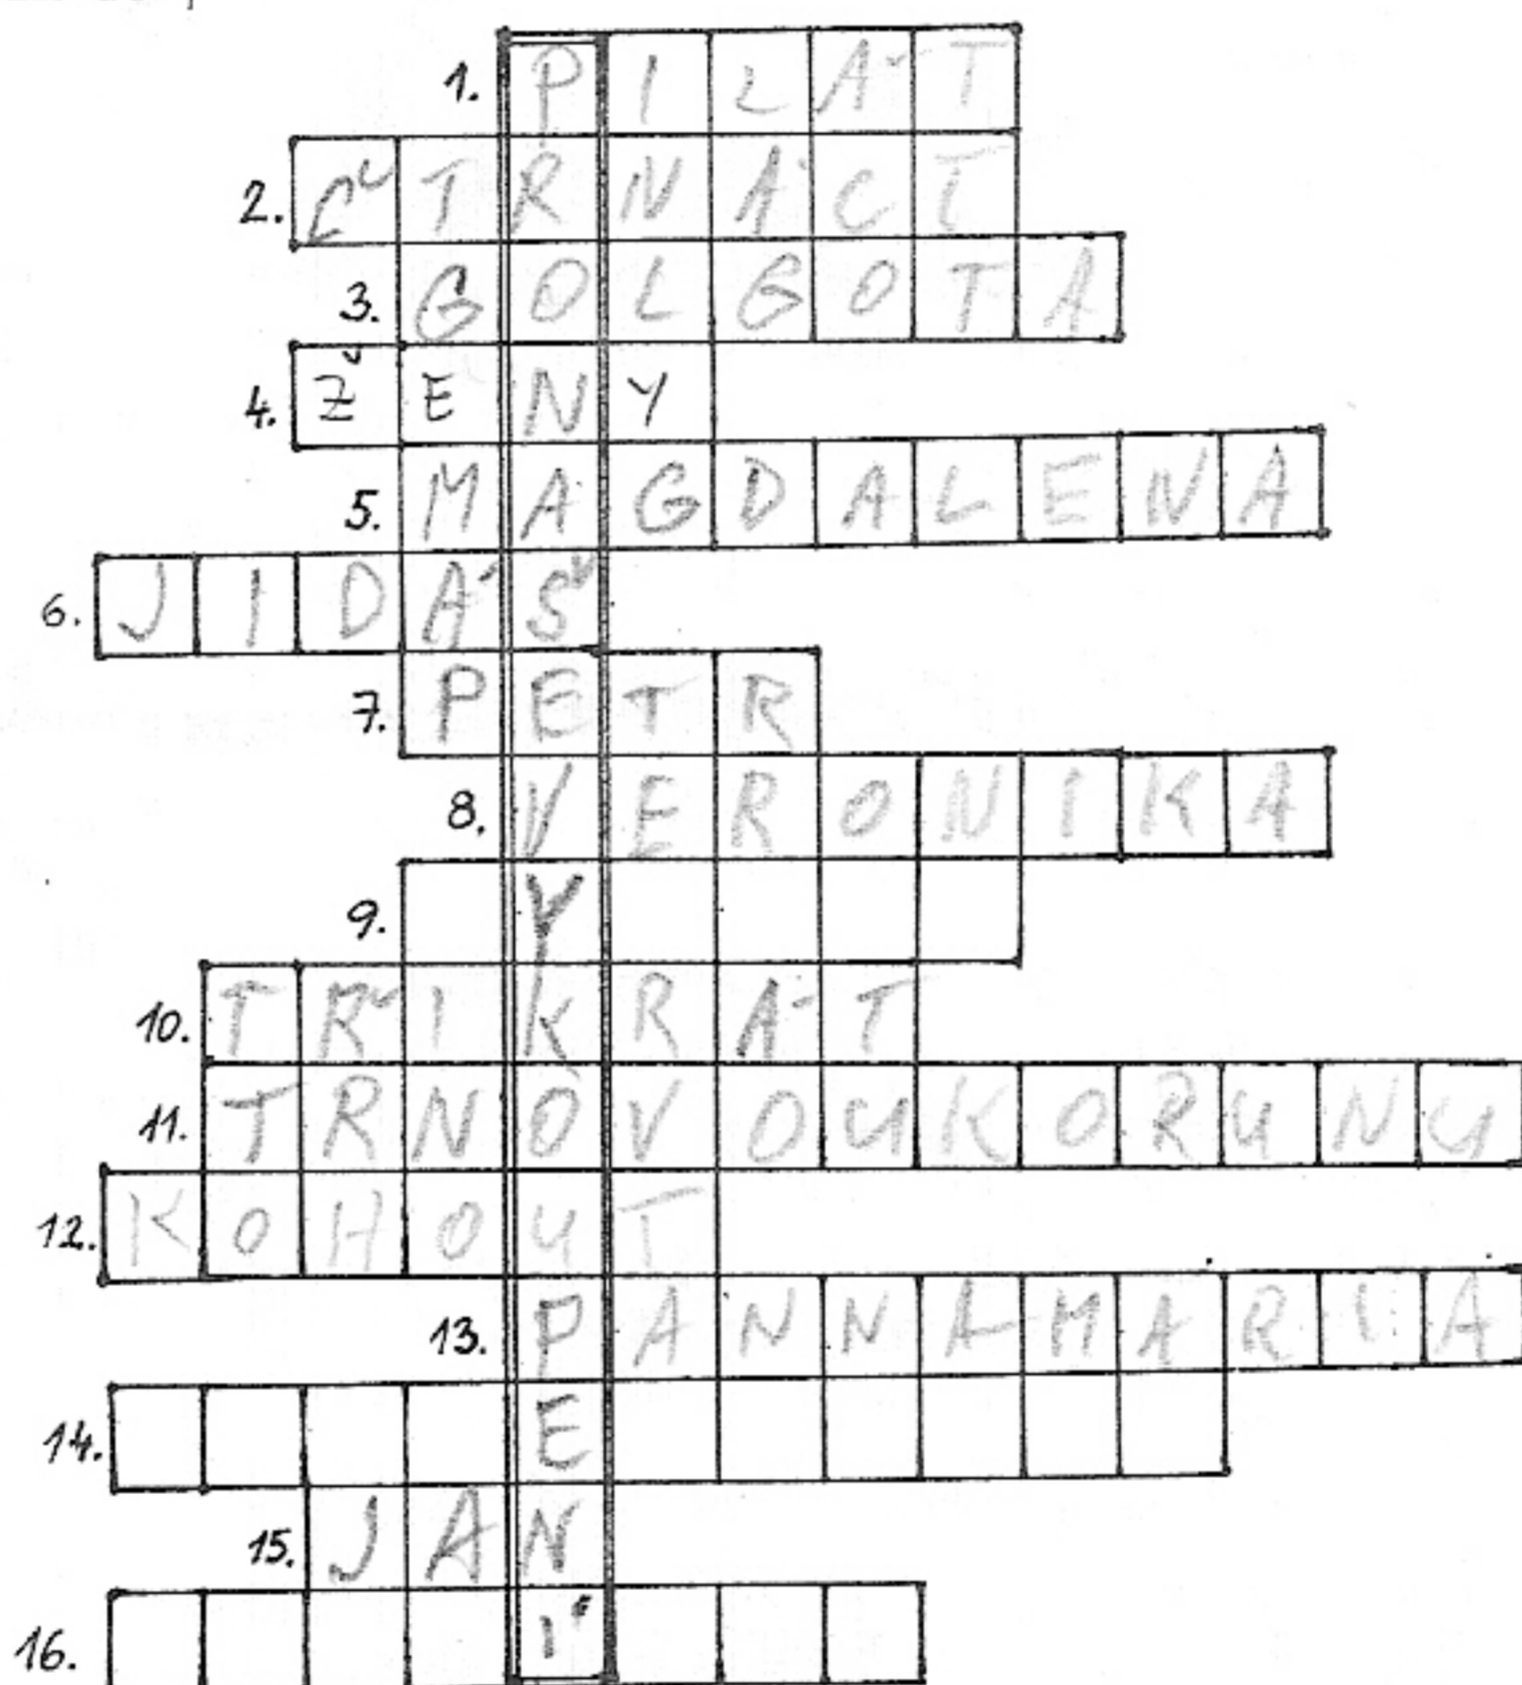 1. PILÁT
2. ČTRNÁCT
3. GOLGOTA
4. ŽENY
5. MAGDALENA
6. JIDÁŠ
7. PETR
8. VERONIKA
9. Y
10. TŘIKRÁT
11. TRNOVOUKORUNU
12. KOHOUT
13. PANNAMARIA
14. E
15. JAN
16. Í